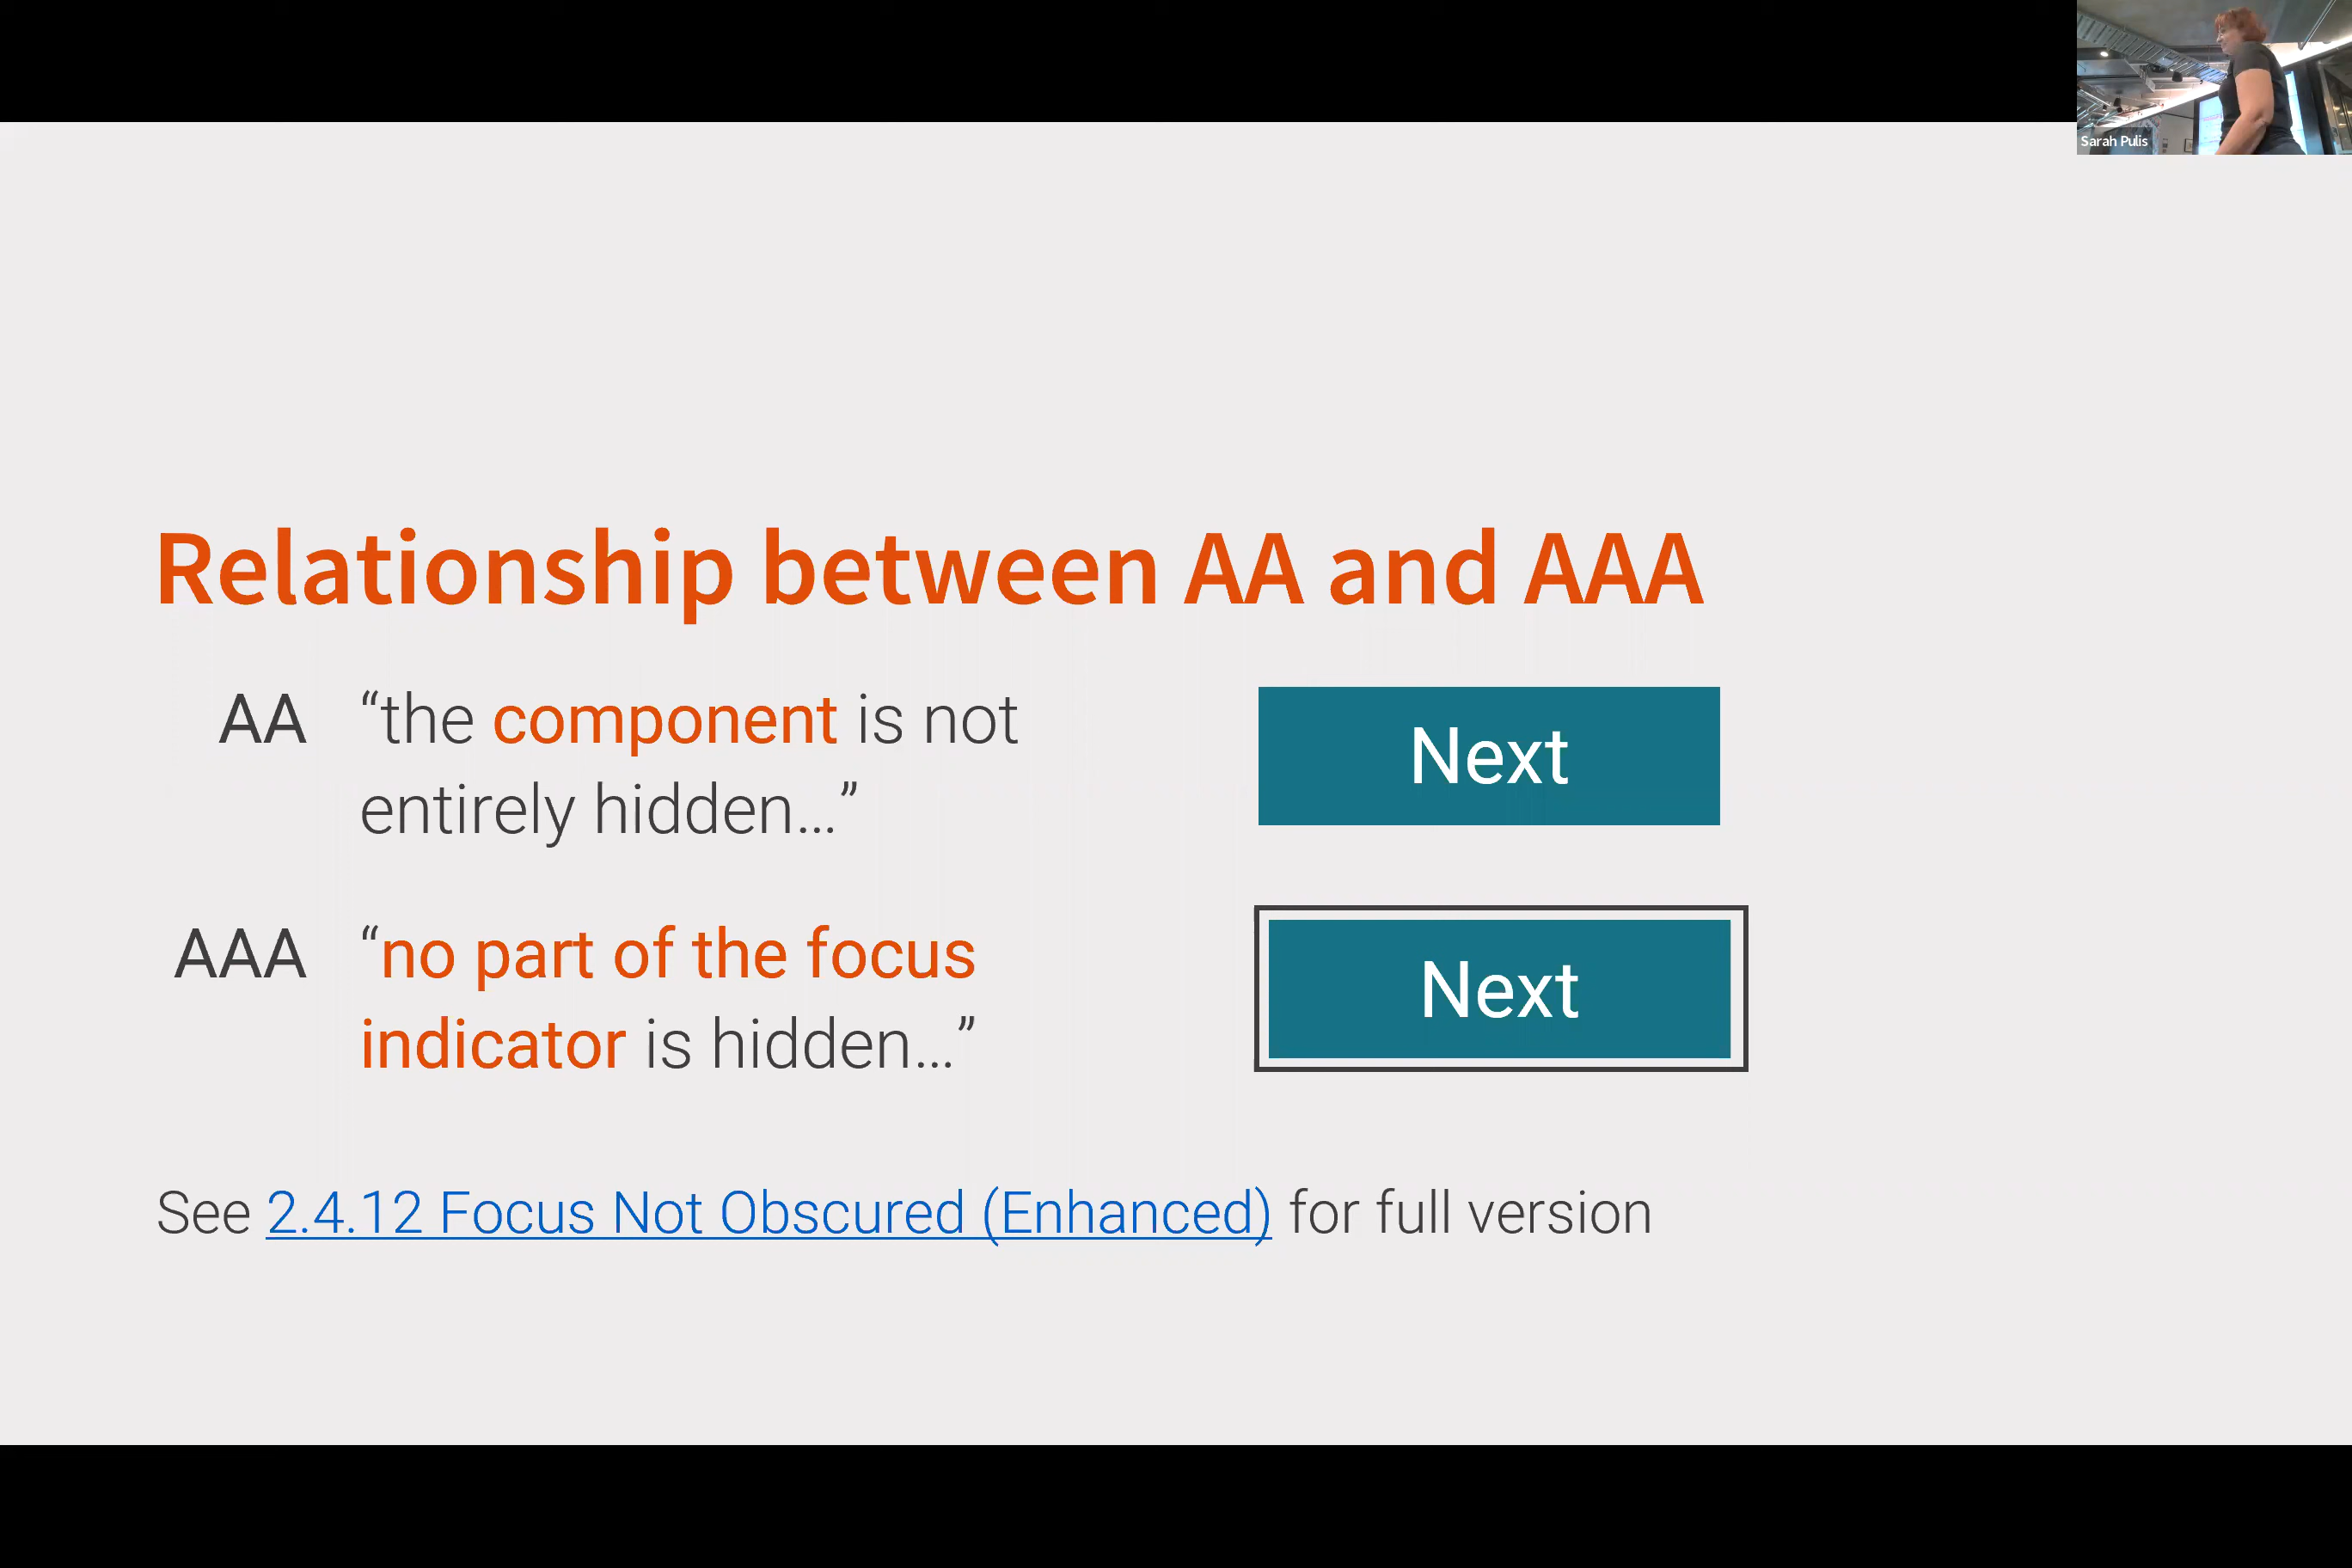 Sarah Pulis
Relationship between AA and AAA
AA “the component is not
entirely hidden…”
Next
AAA “no part of the focus
indicator is hidden…”
Next
See 2.4.12 Focus Not Obscured (Enhanced) for full version